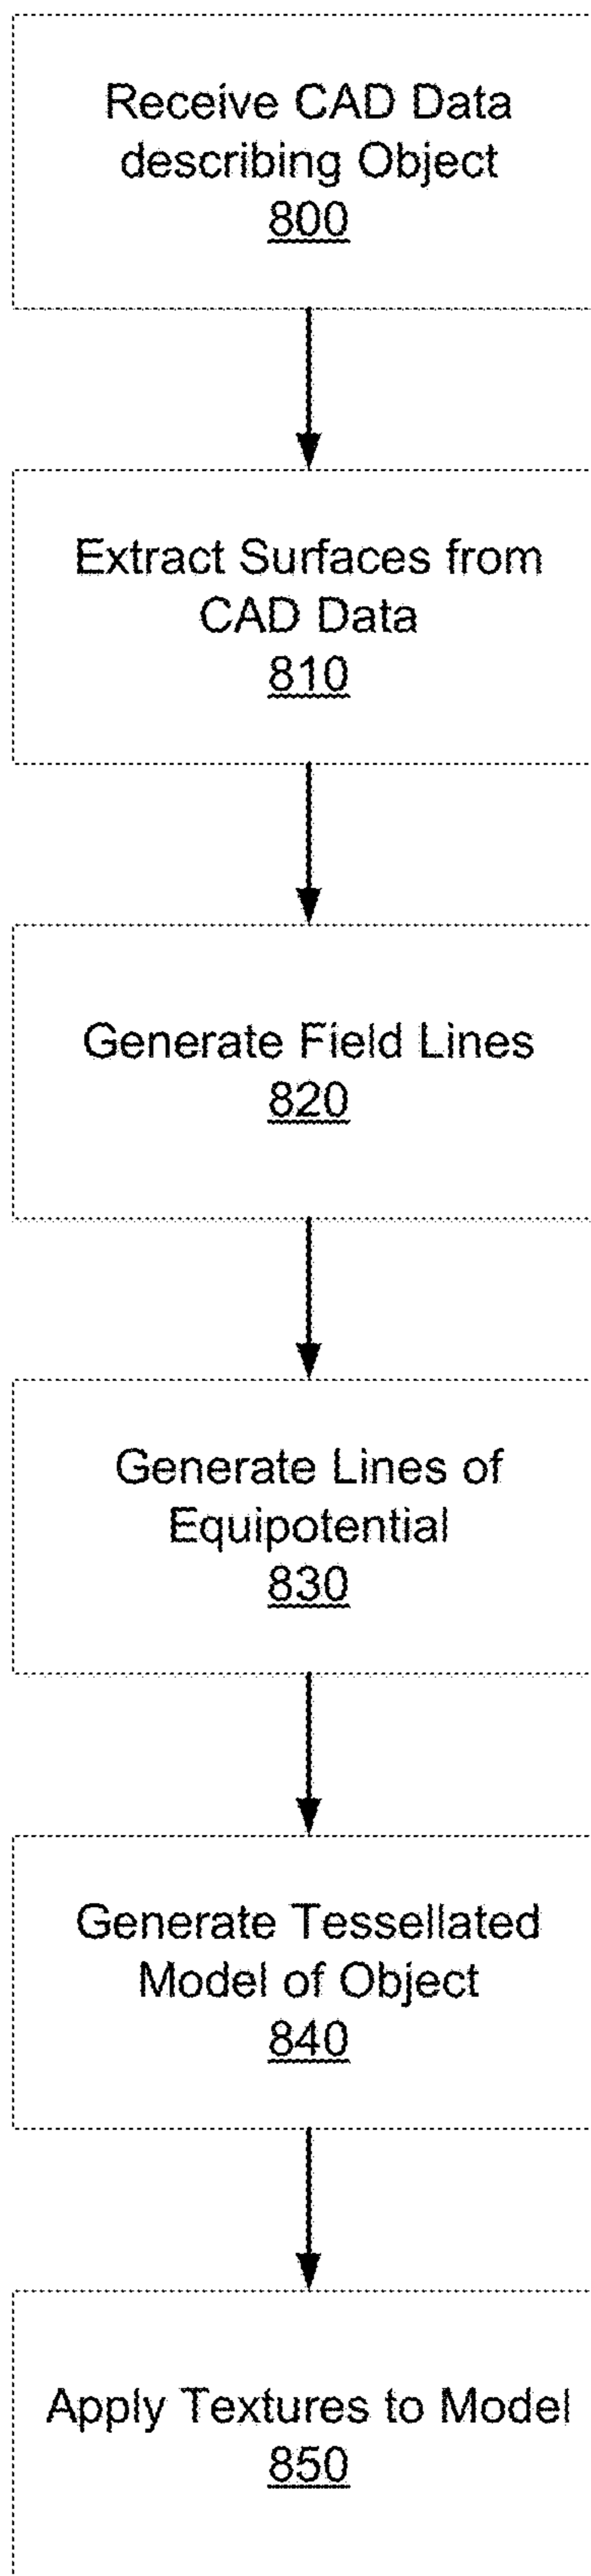 Receive CAD Data
describing Object
800
Extract Surfaces from
CAD Data
810
Generate Field Lines
820
Generate Lines of
Equipotential
830
Generate Tessellated
Model of Object
840
Apply Textures to Model
850